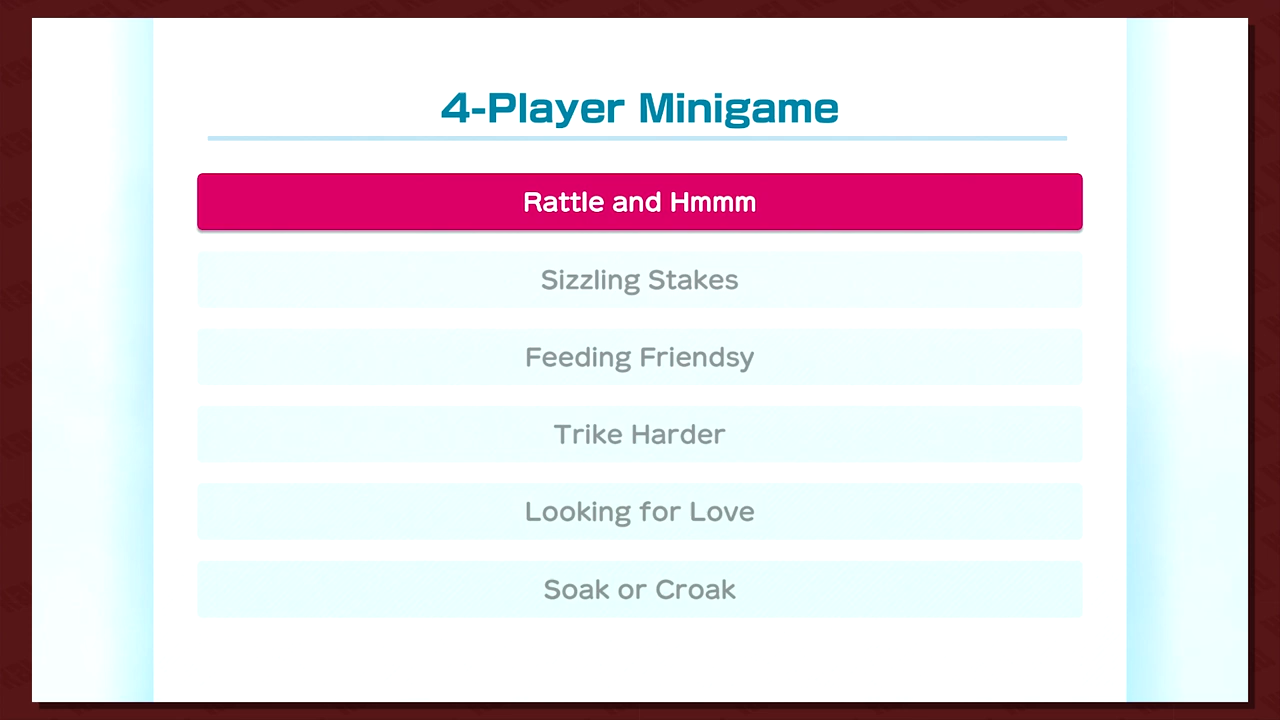 4-Player Minigame
Rattle and Hmmm
Sizzling Stakes
Feeding Friendsy
Trike Harder
Looking for Love
Soak or Croak